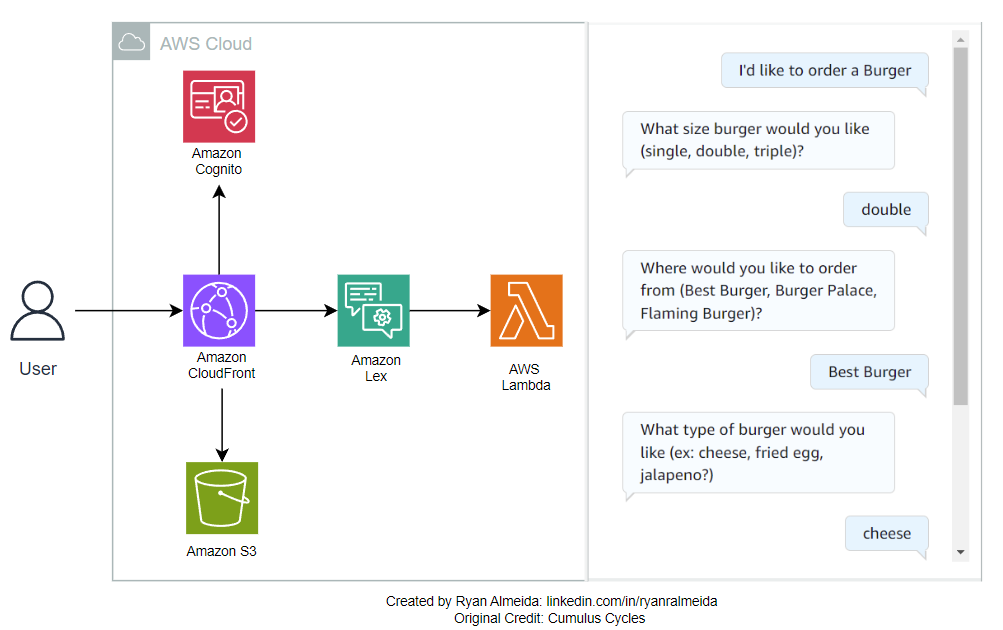 AWS Cloud
Amazon
Cognito
User
Amazon
CloudFront
Amazon
Lex
AWS
Lambda
Amazon S3
I'd like to order a Burger
What size burger would you like
(single, double, triple)?
double
Where would you like to order
from (Best Burger, Burger Palace,
Flaming Burger)?
Best Burger
What type of burger would you
like (ex: cheese, fried egg,
jalapeno?)
cheese
Created by Ryan Almeida: linkedin.com/in/ryanralmeida
Original Credit: Cumulus Cycles